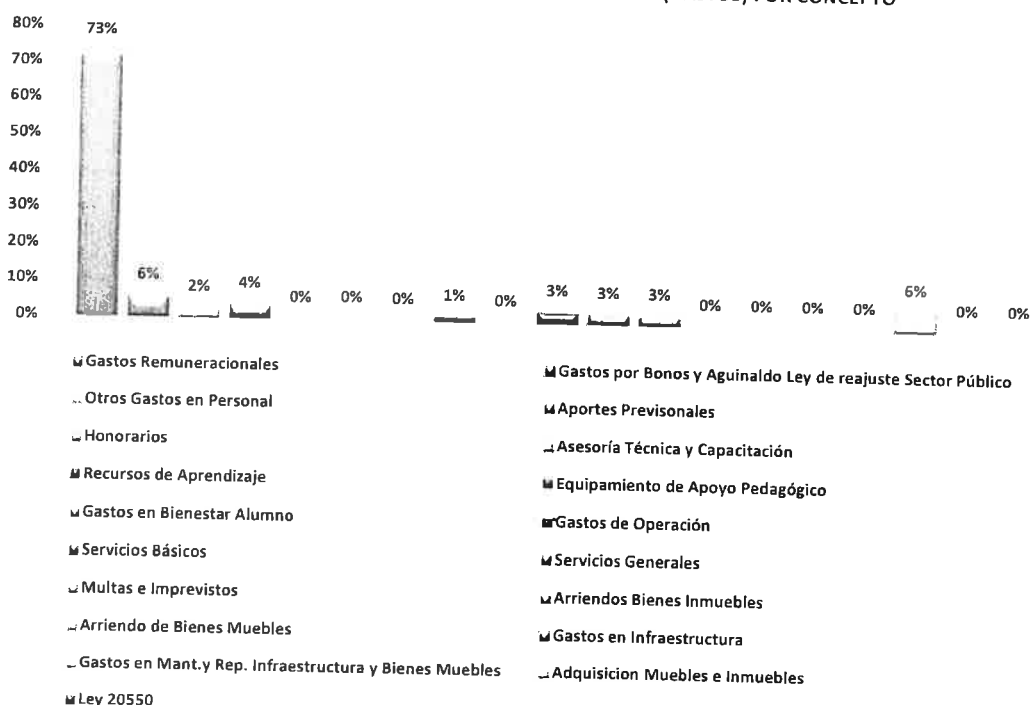 POR CONCEPTO
80%
73%
70%
60%
50%
40%
30%
20%
10%
0%
6% 2% 4% 0% 0% 0% 1% 0% 3% 3% 3% 0% 0% 0% 0% 6% 0% 0%
Gastos Remuneracionales
Gastos por Bonos y Aguinaldo Ley de reajuste Sector Público
Otros Gastos en Personal
Aportes Previsonales
Honorarios
Asesoría Técnica y Capacitación
Recursos de Aprendizaje
Equipamiento de Apoyo Pedagógico
Gastos en Bienestar Alumno
Gastos de Operación
Servicios Básicos
Servicios Generales
Multas e Imprevistos
Arriendos Bienes Inmuebles
Arriendo de Bienes Muebles
Gastos en Infraestructura
Gastos en Mant.y Rep. Infraestructura y Bienes Muebles
Adquisicion Muebles e Inmuebles
Ley 20550